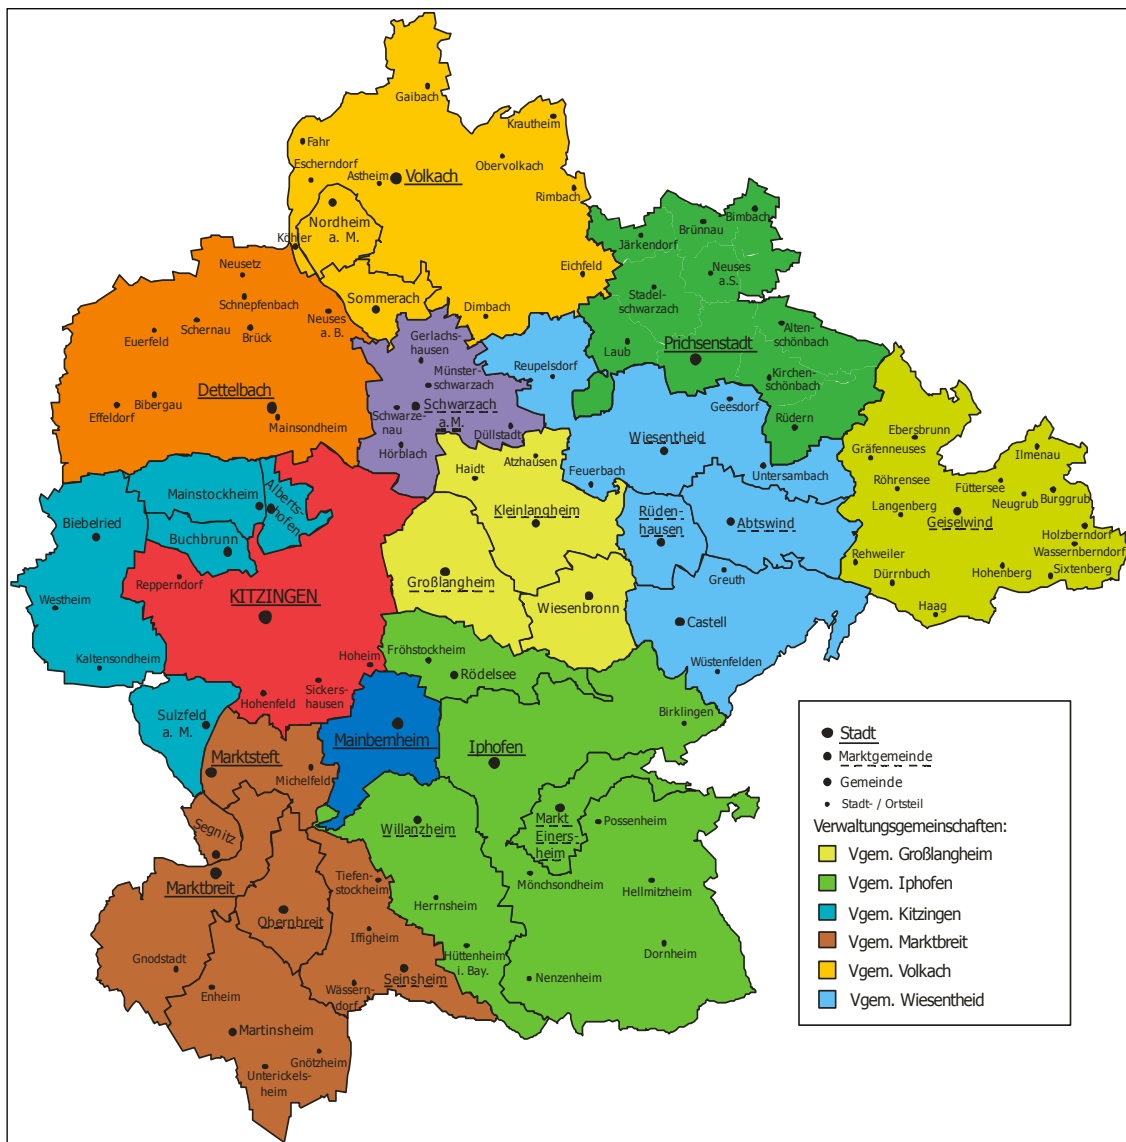 Gaibach
Krautheim
Fahr
Obervolkach
Escherndorf
Astheim
Volkach
Rimbach
Nordheim
a. M.
Köhler
Eichfeld
Sommerach
Dimbach
Bimbach
Brünnau
Järkendorf
Neuses
a.S.
Stadel-
schwarzach
Alten-
schönbach
Laub
Prichsenstadt
Kirchen-
schönbach
Rüdern
Neusetz
Schnepfenbach
Schernau
Neuses
a. B.
Euerfeld
Brück
Dettelbach
Bibergau
Effeldorf
Mainsondheim
Gerlachs-
hausen
Münster-
schwarzach
Schwarzach
a.M.
Schwarze-
nau
Düllstadt
Hörblach
Reupelsdorf
Geesdorf
Wiesentheid
Feuerbach
Untersambach
Rüden-
hausen
Abtswind
Greuth
Castell
Wüstenfelden
Ebersbrunn
Gräfenneuses
Ilmenau
Röhrensee
Füttersee
Burggrub
Neugrub
Langenberg
Geiselwind
Holzberndorf
Wassernberndorf
Rehweiler
Hohenberg
Sixtenberg
Dürrnbuch
Haag
Atzhausen
Haidt
Kleinlangheim
Großlangheim
Wiesenbronn
Mainstockheim
Alberts-
hofen
Biebelried
Buchbrunn
Repperndorf
KITZINGEN
Westheim
Kaltensondheim
Hoheim
Sickers-
hausen
Hohenfeld
Sulzfeld
a. M.
Fröhstockheim
Rödelsee
Birklingen
Mainbernheim
Iphofen
Marktsteft
Michelfeld
Willanzheim
Markt
Einers-
heim
Possenheim
Mönchsondheim
Hellmitzheim
Herrnsheim
Dornheim
Hüttenheim
i. Bay.
Nenzenheim
Segnitz
Marktbreit
Tiefen-
stockheim
Obernbreit
Iffigheim
Gnodstadt
Seinsheim
Wässern-
dorf
Enheim
Martinsheim
Gnötzheim
Unterickels-
heim
Stadt
Marktgemeinde
Gemeinde
Stadt- / Ortsteil
Verwaltungsgemeinschaften:
Vgem. Großlangheim
Vgem. Iphofen
Vgem. Kitzingen
Vgem. Marktbreit
Vgem. Volkach
Vgem. Wiesentheid